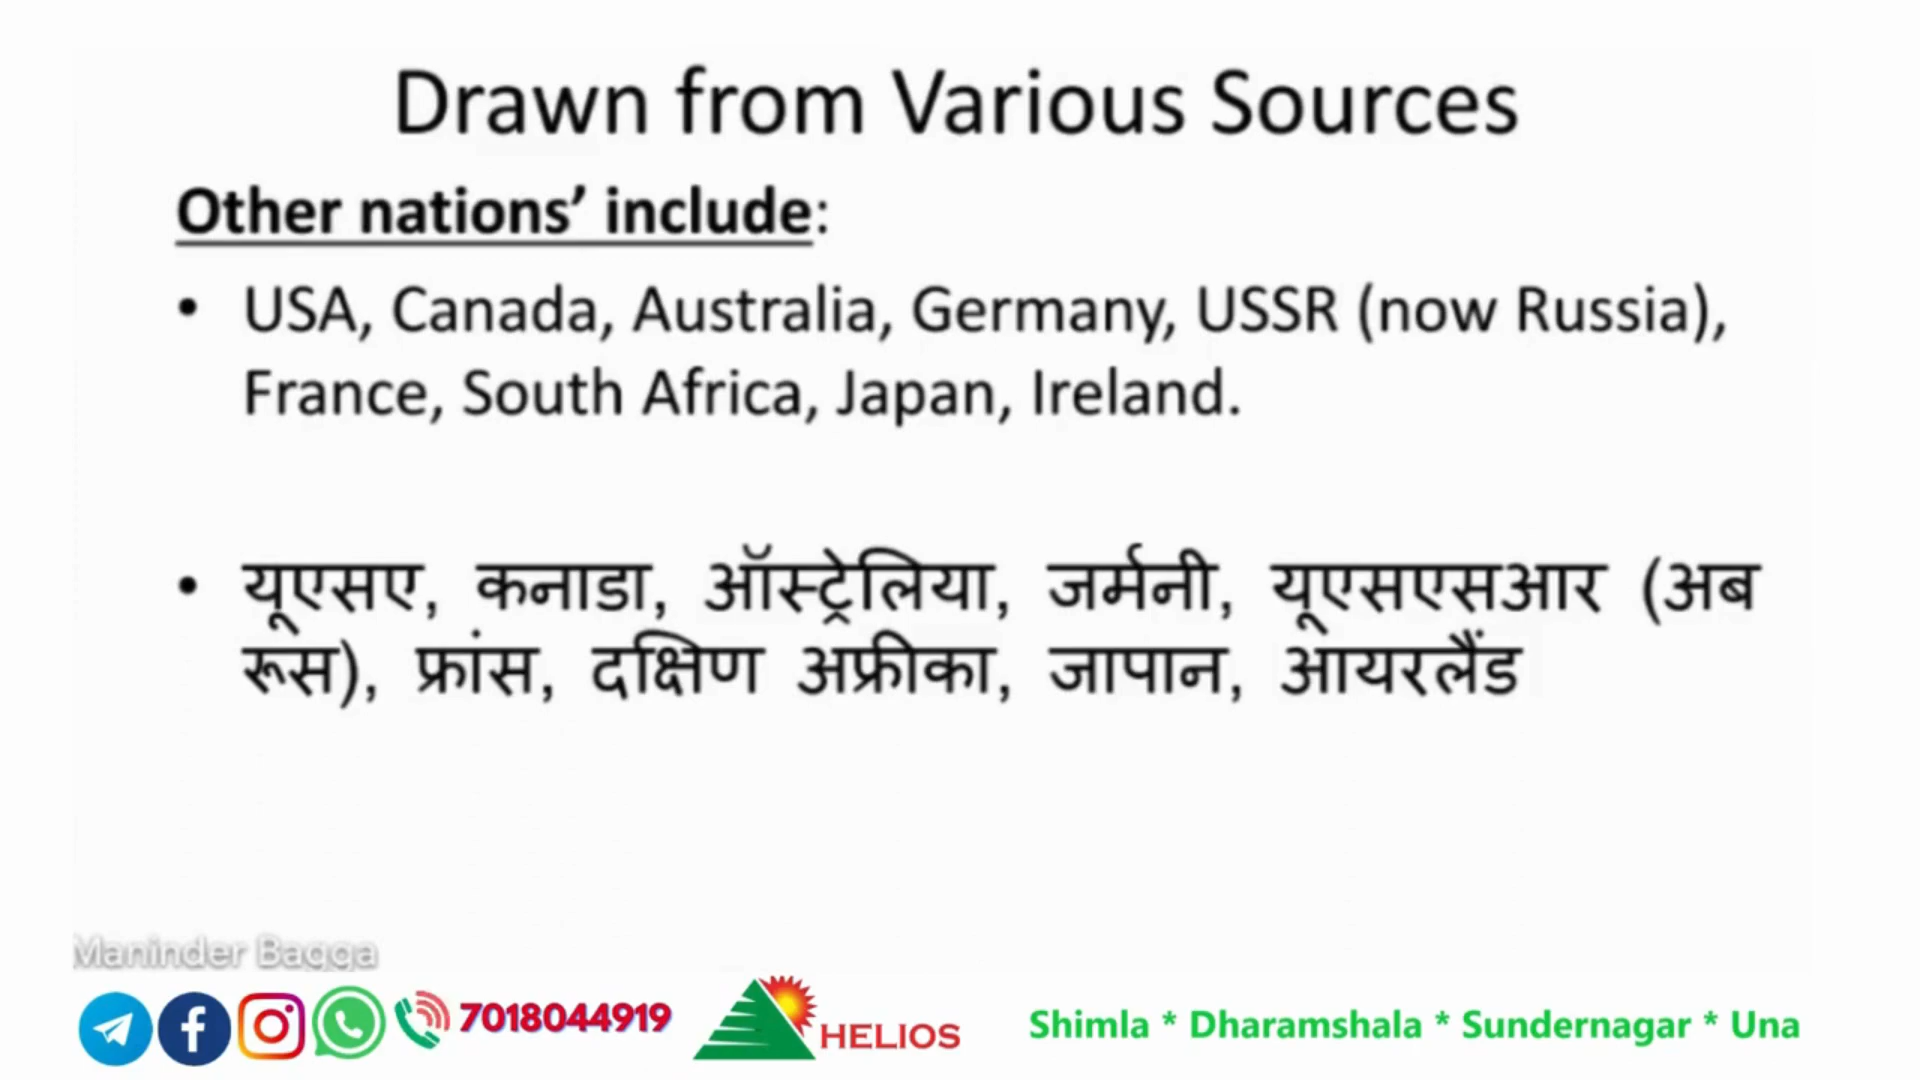 Drawn from Various Sources
Other nations’ include:
• USA, Canada, Australia, Germany, USSR (now Russia),
France, South Africa, Japan, Ireland.
• यूएसए, कनाडा, ऑस्ट्रेलिया, जर्मनी, यूएसएसआर (अब
रूस), फ्रांस, दक्षिण अफ्रीका, जापान, आयरलैंड
Maninder Bagga
7018044919
HELIOS
Shimla * Dharamshala * Sundernagar * Una